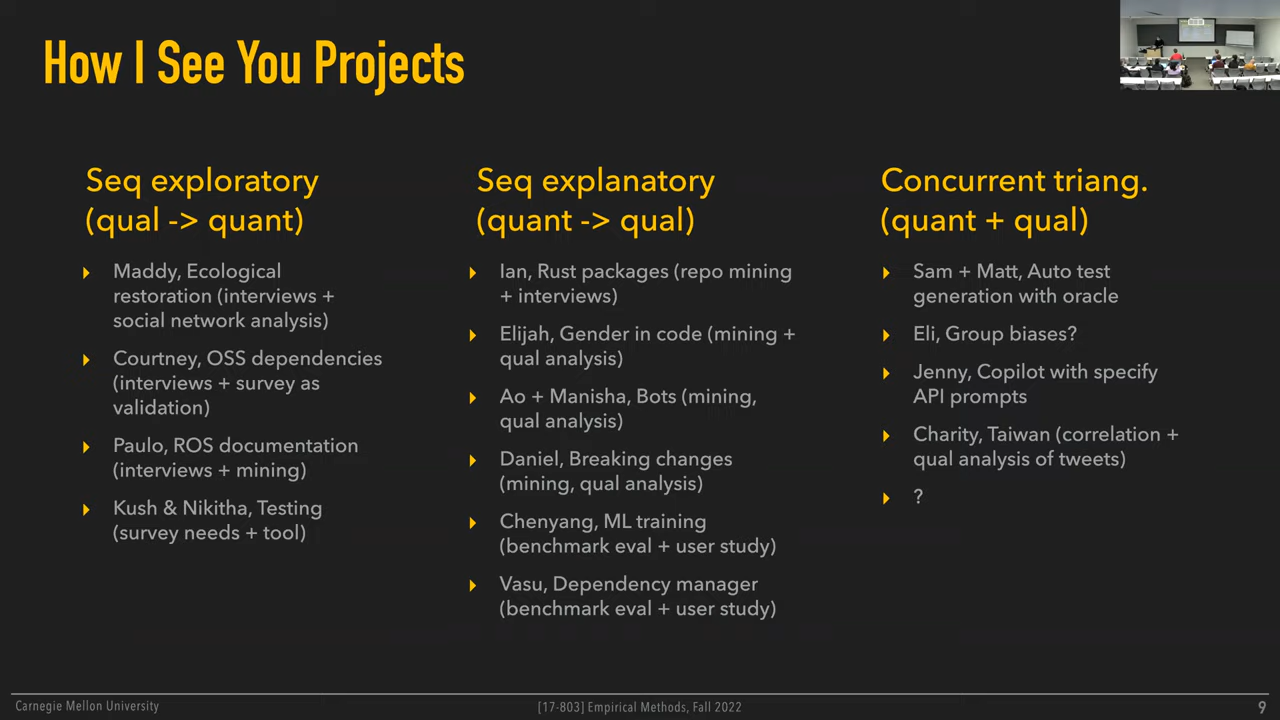 How I See You Projects
Seq exploratory
(qual -> quant)
Maddy, Ecological
restoration (interviews +
social network analysis)
Courtney, OSS dependencies
(interviews + survey as
validation)
Paulo, ROS documentation
(interviews + mining)
Kush & Nikitha, Testing
(survey needs + tool)
Seq explanatory
(quant -> qual)
Ian, Rust packages (repo mining
+ interviews)
Elijah, Gender in code (mining +
qual analysis)
Ao + Manisha, Bots (mining,
qual analysis)
Daniel, Breaking changes
(mining, qual analysis)
Chenyang, ML training
(benchmark eval + user study)
Vasu, Dependency manager
(benchmark eval + user study)
Concurrent triang.
(quant + qual)
Sam + Matt, Auto test
generation with oracle
Eli, Group biases?
Jenny, Copilot with specify
API prompts
Charity, Taiwan (correlation +
qual analysis of tweets)
?
Carnegie Mellon University
[17-803] Empirical Methods, Fall 2022
9